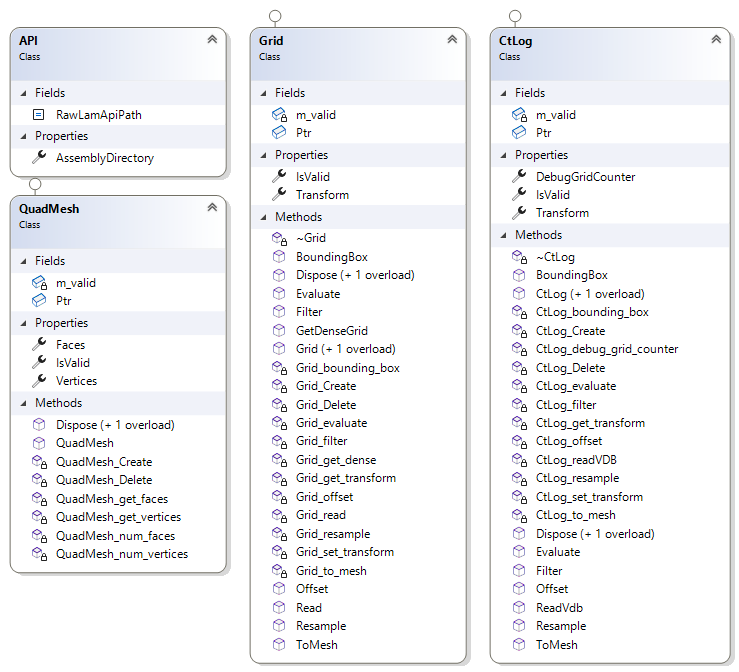 API
Class
Fields
RawLamApiPath
Properties
AssemblyDirectory
QuadMesh
Class
Fields
m_valid
Ptr
Properties
Faces
IsValid
Vertices
Methods
Dispose (+ 1 overload)
QuadMesh
QuadMesh_Create
QuadMesh_Delete
QuadMesh_get_faces
QuadMesh_get_vertices
QuadMesh_num_faces
QuadMesh_num_vertices
Grid
Class
Fields
m_valid
Ptr
Properties
IsValid
Transform
Methods
~Grid
BoundingBox
Dispose (+ 1 overload)
Evaluate
Filter
GetDenseGrid
Grid (+ 1 overload)
Grid_bounding_box
Grid_Create
Grid_Delete
Grid_evaluate
Grid_filter
Grid_get_dense
Grid_get_transform
Grid_offset
Grid_read
Grid_resample
Grid_set_transform
Grid_to_mesh
Offset
Read
Resample
ToMesh
CtLog
Class
Fields
m_valid
Ptr
Properties
DebugGridCounter
IsValid
Transform
Methods
~CtLog
BoundingBox
CtLog (+ 1 overload)
CtLog_bounding_box
CtLog_Create
CtLog_debug_grid_counter
CtLog_Delete
CtLog_evaluate
CtLog_filter
CtLog_get_transform
CtLog_offset
CtLog_readVDB
CtLog_resample
CtLog_set_transform
CtLog_to_mesh
Dispose (+ 1 overload)
Evaluate
Filter
Offset
ReadVdb
Resample
ToMesh